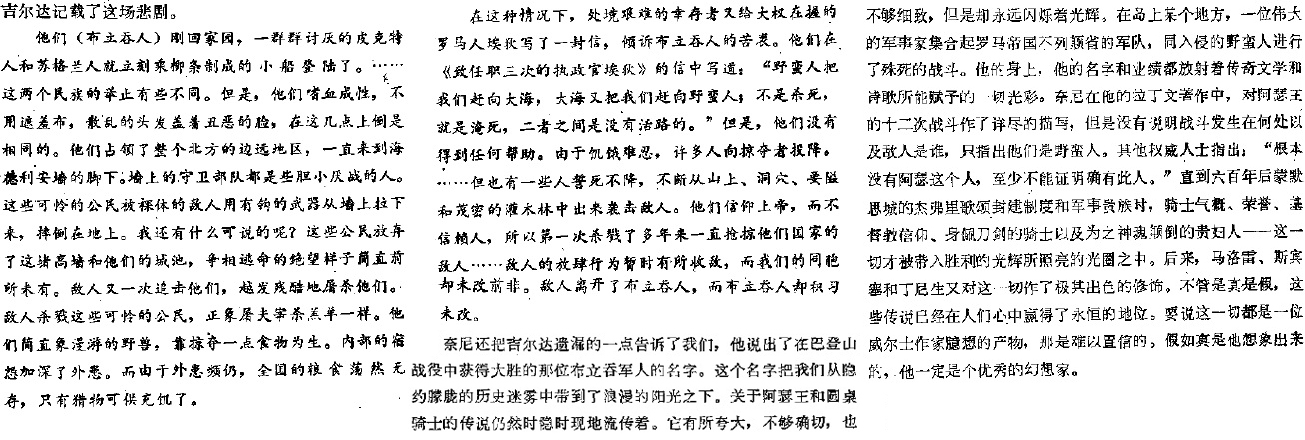 吉尔达记载了这场悲剧。
他们（布立吞人）刚回家园，一群群讨厌的皮克特
人和苏格兰人就立刻乘柳条制成的小船登陆了。……
这两个民族的举止有些不同。但是，他们嗜血成性，不
用遮羞布，散乱的头发盖着丑恶的脸，在这几点上倒是
相同的。他们占领了整个北方的边远地区，一直来到海
德利安墙的脚下。墙上的守卫部队都是些胆小厌战的人。
这些可怜的公民被裸体的敌人用有钩的武器从墙上拉下
来，摔倒在地上。我还有什么可说的呢？这些公民放弃
了这堵高墙和他们的城池，争相逃命的绝望样子简直前
所未有。敌人又一次追击他们，越发残酷地屠杀他们。
敌人杀戮这些可怜的公民，正象屠夫宰杀羔羊一样。他
们简直象漫游的野兽，靠掠夺一点食物为生。内部的宿
怨加深了外患。而由于外患频仍，全国的粮食荡然无
存，只有猎物可供充饥了。
在这种情况下，处境艰难的幸存者又给大权在握的
罗马人埃狄写了一封信，倾诉布立吞人的苦衷。他们在
《致任职三次的执政官埃狄》的信中写道：“野蛮人把
我们赶向大海，大海又把我们赶向野蛮人；不是杀死，
就是淹死，二者之间是没有活路的。”但是，他们没有
得到任何帮助。由于饥饿难忍，许多人向掠夺者投降。
……但也有一些人誓死不降，不断从山上、洞穴、要隘
和茂密的灌木林中出来袭击敌人。他们信仰上帝，而不
信赖人，所以第一次杀戮了多年来一直抢掠他们国家的
敌人……敌人的放肆行为暂时有所收敛，而我们的同胞
却未改前非。敌人离开了布立吞人，而布立吞人却积习
未改。
奈尼还把吉尔达遗漏的一点告诉了我们，他说出了在巴登山
战役中获得大胜的那位布立吞军人的名字。这个名字把我们从隐
约朦胧的历史迷雾中带到了浪漫的阳光之下。关于阿瑟王和圆桌
骑士的传说仍然时隐时现地流传着。它有所夸大，不够确切，也
不够细致，但是却永远闪烁着光辉。在岛上某个地方，一位伟大
的军事家集合起罗马帝国不列颠省的军队，同入侵的野蛮人进行
了殊死的战斗。他的身上，他的名字和业绩都放射着传奇文学和
诗歌所能赋予的一切光彩。奈尼在他的拉丁文著作中，对阿瑟王
的十二次战斗作了详尽的描写，但是没有说明战斗发生在何处以
及敌人是谁，只指出他们是野蛮人。其他权威人士指出：“根本
没有阿瑟这个人，至少不能证明确有此人。”直到六百年后蒙默
思城的杰弗里歌颂封建制度和军事贵族时，骑士气概、荣誉、基
督教信仰、身佩刀剑的骑士以及为之神魂颠倒的贵妇人——这一
切才被带入胜利的光辉所照亮的光圈之中。后来，马洛雷、斯宾
塞和丁尼生又对这一切作了极其出色的修饰。不管是真是假，这
些传说已经在人们心中赢得了永恒的地位。要说这一切都是一位
威尔士作家臆想的产物，那是难以置信的。假如真是他想象出来
的，他一定是个优秀的幻想家。